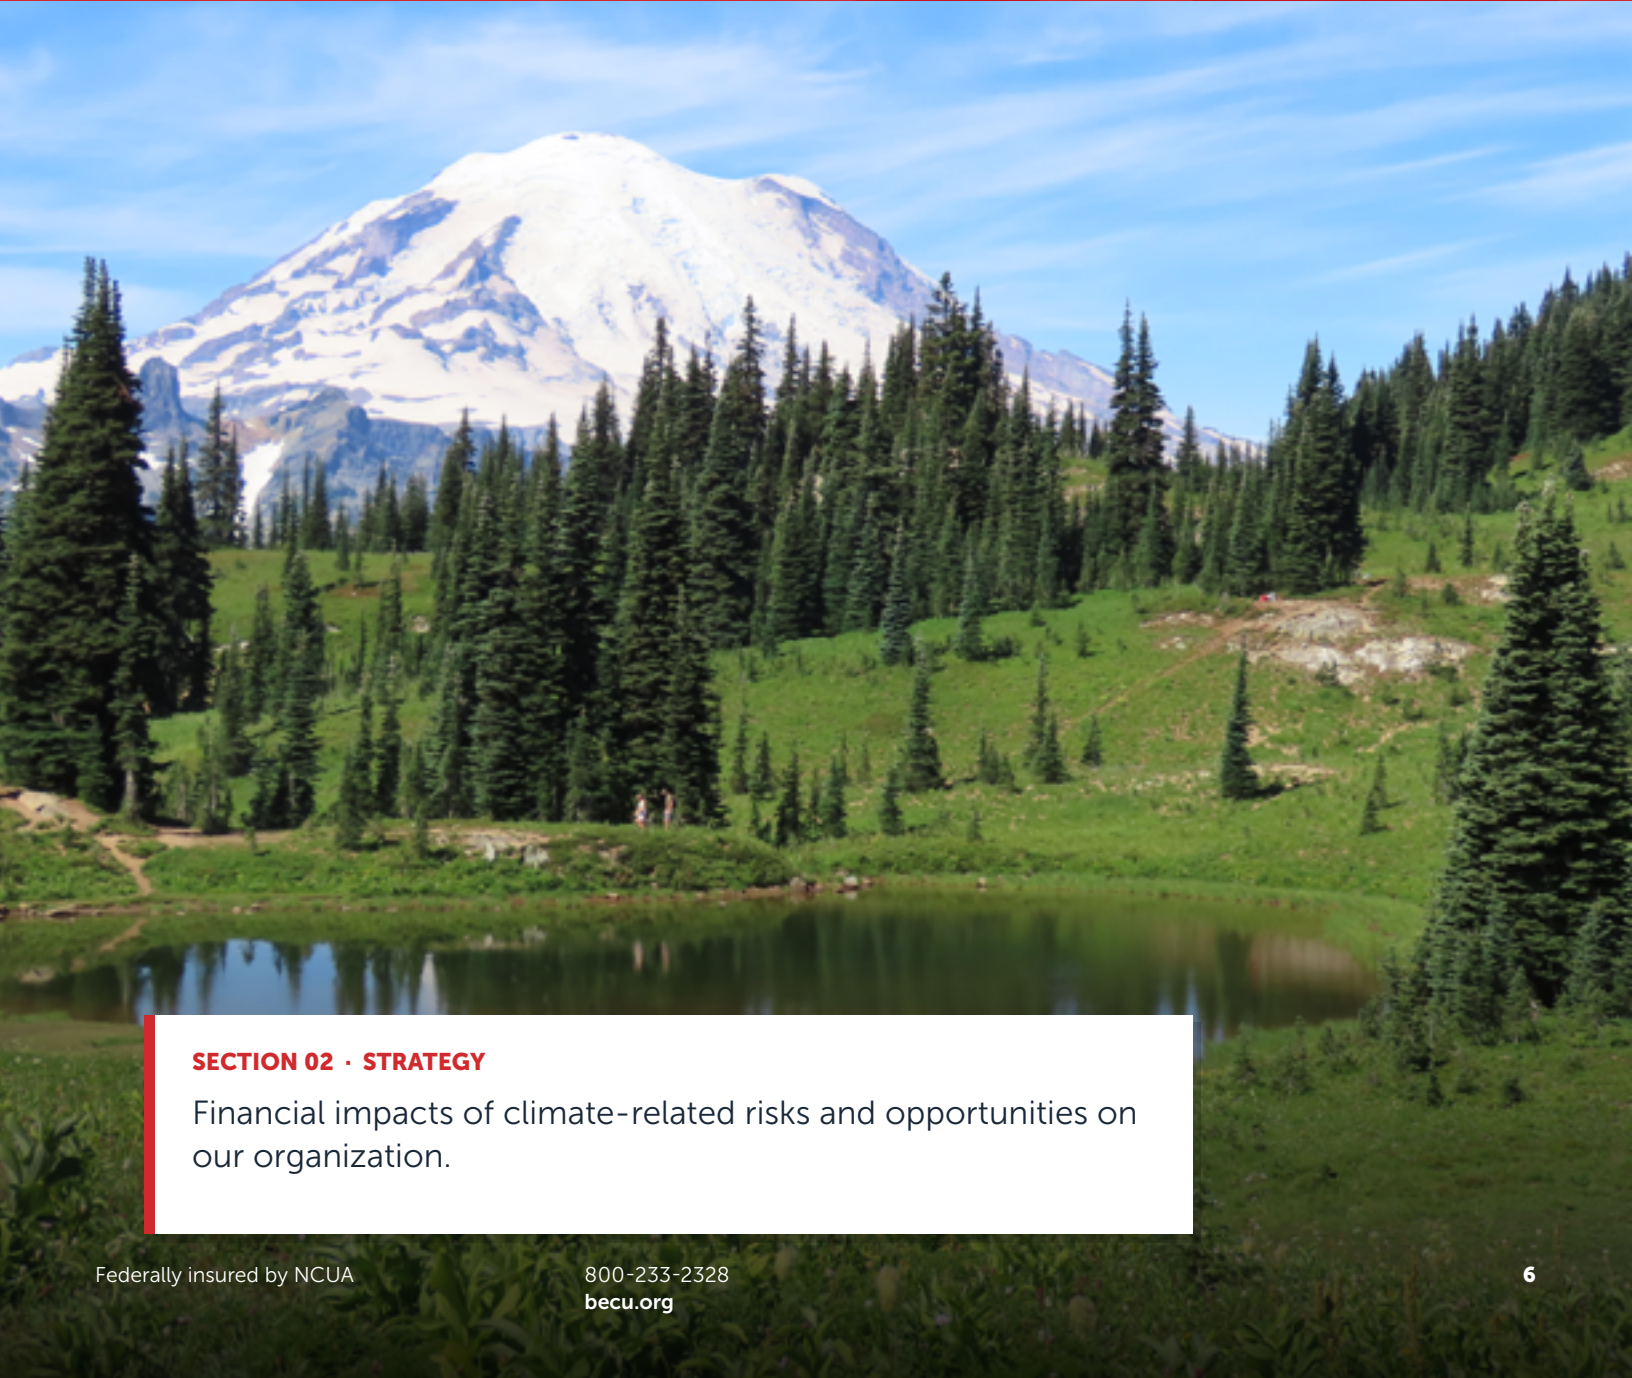 SECTION 02 · STRATEGY
Financial impacts of climate-related risks and opportunities on
our organization.
Federally insured by NCUA
800-233-2328
becu.org
6